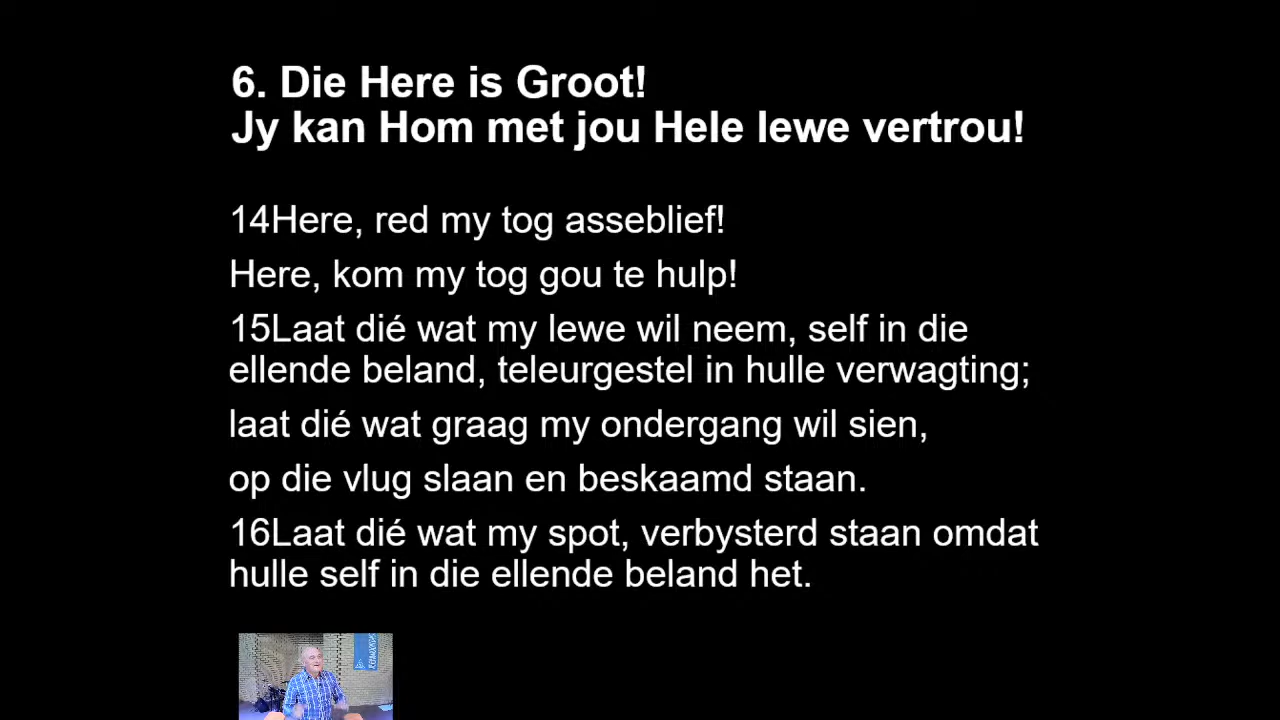 6. Die Here is Groot!
Jy kan Hom met jou Hele lewe vertrou!
14Here, red my tog asseblief!
Here, kom my tog gou te hulp!
15Laat dié wat my lewe wil neem, self in die
ellende beland, teleurgestel in hulle verwagting;
laat dié wat graag my ondergang wil sien,
op die vlug slaan en beskaamd staan.
16Laat dié wat my spot, verbysterd staan omdat
hulle self in die ellende beland het.